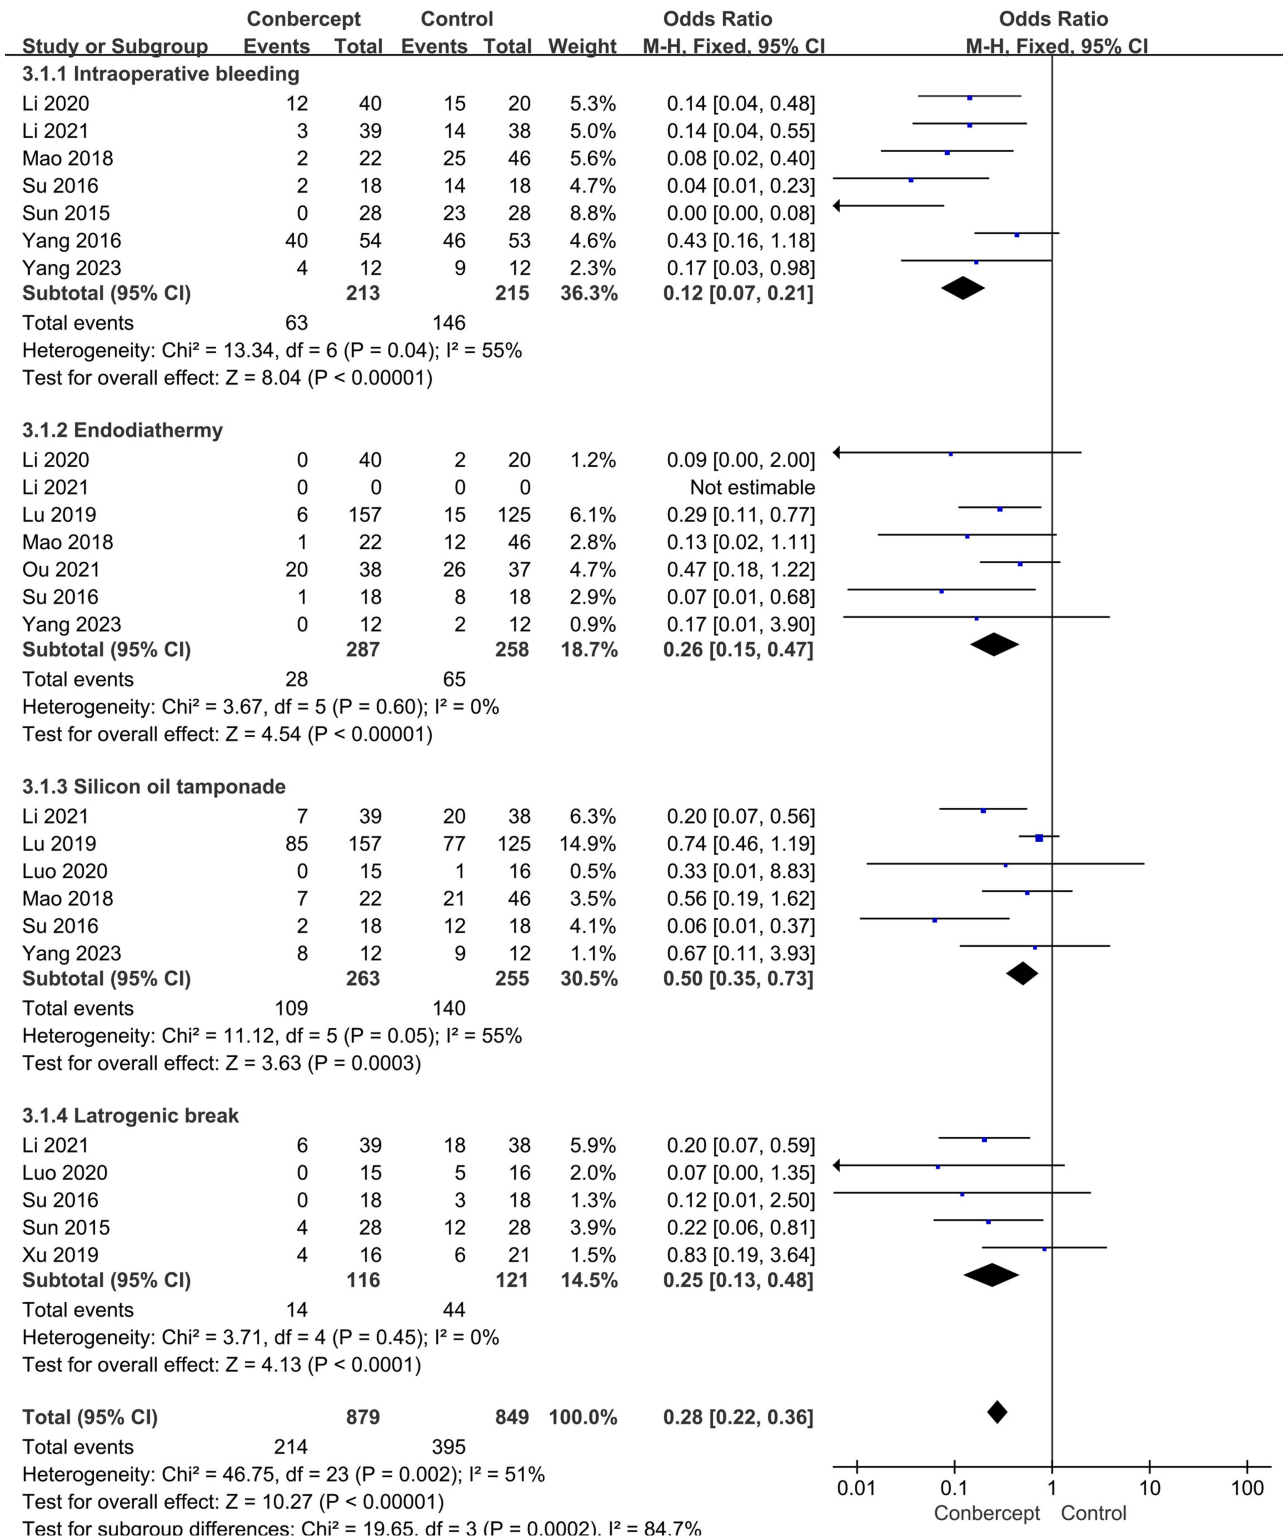 Conbercept Control Odds Ratio Odds Ratio
Study or Subgroup Events Total Events Total Weight M-H, Fixed, 95% CI M-H, Fixed, 95% CI
3.1.1 Intraoperative bleeding
Li 2020 12 40 15 20 5.3% 0.14 [0.04, 0.48]
Li 2021 3 39 14 38 5.0% 0.14 [0.04, 0.55]
Mao 2018 2 22 25 46 5.6% 0.08 [0.02, 0.40]
Su 2016 2 18 14 18 4.7% 0.04 [0.01, 0.23]
Sun 2015 0 28 23 28 8.8% 0.00 [0.00, 0.08]
Yang 2016 40 54 46 53 4.6% 0.43 [0.16, 1.18]
Yang 2023 4 12 9 12 2.3% 0.17 [0.03, 0.98]
Subtotal (95% CI) 213 215 36.3% 0.12 [0.07, 0.21]
Total events 63 146
Heterogeneity: Chi² = 13.34, df = 6 (P = 0.04); I² = 55%
Test for overall effect: Z = 8.04 (P < 0.00001)
3.1.2 Endodiathermy
Li 2020 0 40 2 20 1.2% 0.09 [0.00, 2.00]
Li 2021 0 0 0 0 Not estimable
Lu 2019 6 157 15 125 6.1% 0.29 [0.11, 0.77]
Mao 2018 1 22 12 46 2.8% 0.13 [0.02, 1.11]
Ou 2021 20 38 26 37 4.7% 0.47 [0.18, 1.22]
Su 2016 1 18 8 18 2.9% 0.07 [0.01, 0.68]
Yang 2023 0 12 2 12 0.9% 0.17 [0.01, 3.90]
Subtotal (95% CI) 287 258 18.7% 0.26 [0.15, 0.47]
Total events 28 65
Heterogeneity: Chi² = 3.67, df = 5 (P = 0.60); I² = 0%
Test for overall effect: Z = 4.54 (P < 0.00001)
3.1.3 Silicon oil tamponade
Li 2021 7 39 20 38 6.3% 0.20 [0.07, 0.56]
Lu 2019 85 157 77 125 14.9% 0.74 [0.46, 1.19]
Luo 2020 0 15 1 16 0.5% 0.33 [0.01, 8.83]
Mao 2018 7 22 21 46 3.5% 0.56 [0.19, 1.62]
Su 2016 2 18 12 18 4.1% 0.06 [0.01, 0.37]
Yang 2023 8 12 9 12 1.1% 0.67 [0.11, 3.93]
Subtotal (95% CI) 263 255 30.5% 0.50 [0.35, 0.73]
Total events 109 140
Heterogeneity: Chi² = 11.12, df = 5 (P = 0.05); I² = 55%
Test for overall effect: Z = 3.63 (P = 0.0003)
3.1.4 Latrogenic break
Li 2021 6 39 18 38 5.9% 0.20 [0.07, 0.59]
Luo 2020 0 15 5 16 2.0% 0.07 [0.00, 1.35]
Su 2016 0 18 3 18 1.3% 0.12 [0.01, 2.50]
Sun 2015 4 28 12 28 3.9% 0.22 [0.06, 0.81]
Xu 2019 4 16 6 21 1.5% 0.83 [0.19, 3.64]
Subtotal (95% CI) 116 121 14.5% 0.25 [0.13, 0.48]
Total events 14 44
Heterogeneity: Chi² = 3.71, df = 4 (P = 0.45); I² = 0%
Test for overall effect: Z = 4.13 (P < 0.0001)
Total (95% CI) 879 849 100.0% 0.28 [0.22, 0.36]
Total events 214 395
Heterogeneity: Chi² = 46.75, df = 23 (P = 0.002); I² = 51%
Test for overall effect: Z = 10.27 (P < 0.00001)
Test for subgroup differences: Chi² = 19.65, df = 3 (P = 0.0002), I² = 84.7%
0.01 0.1 1 10 100
Conbercept Control